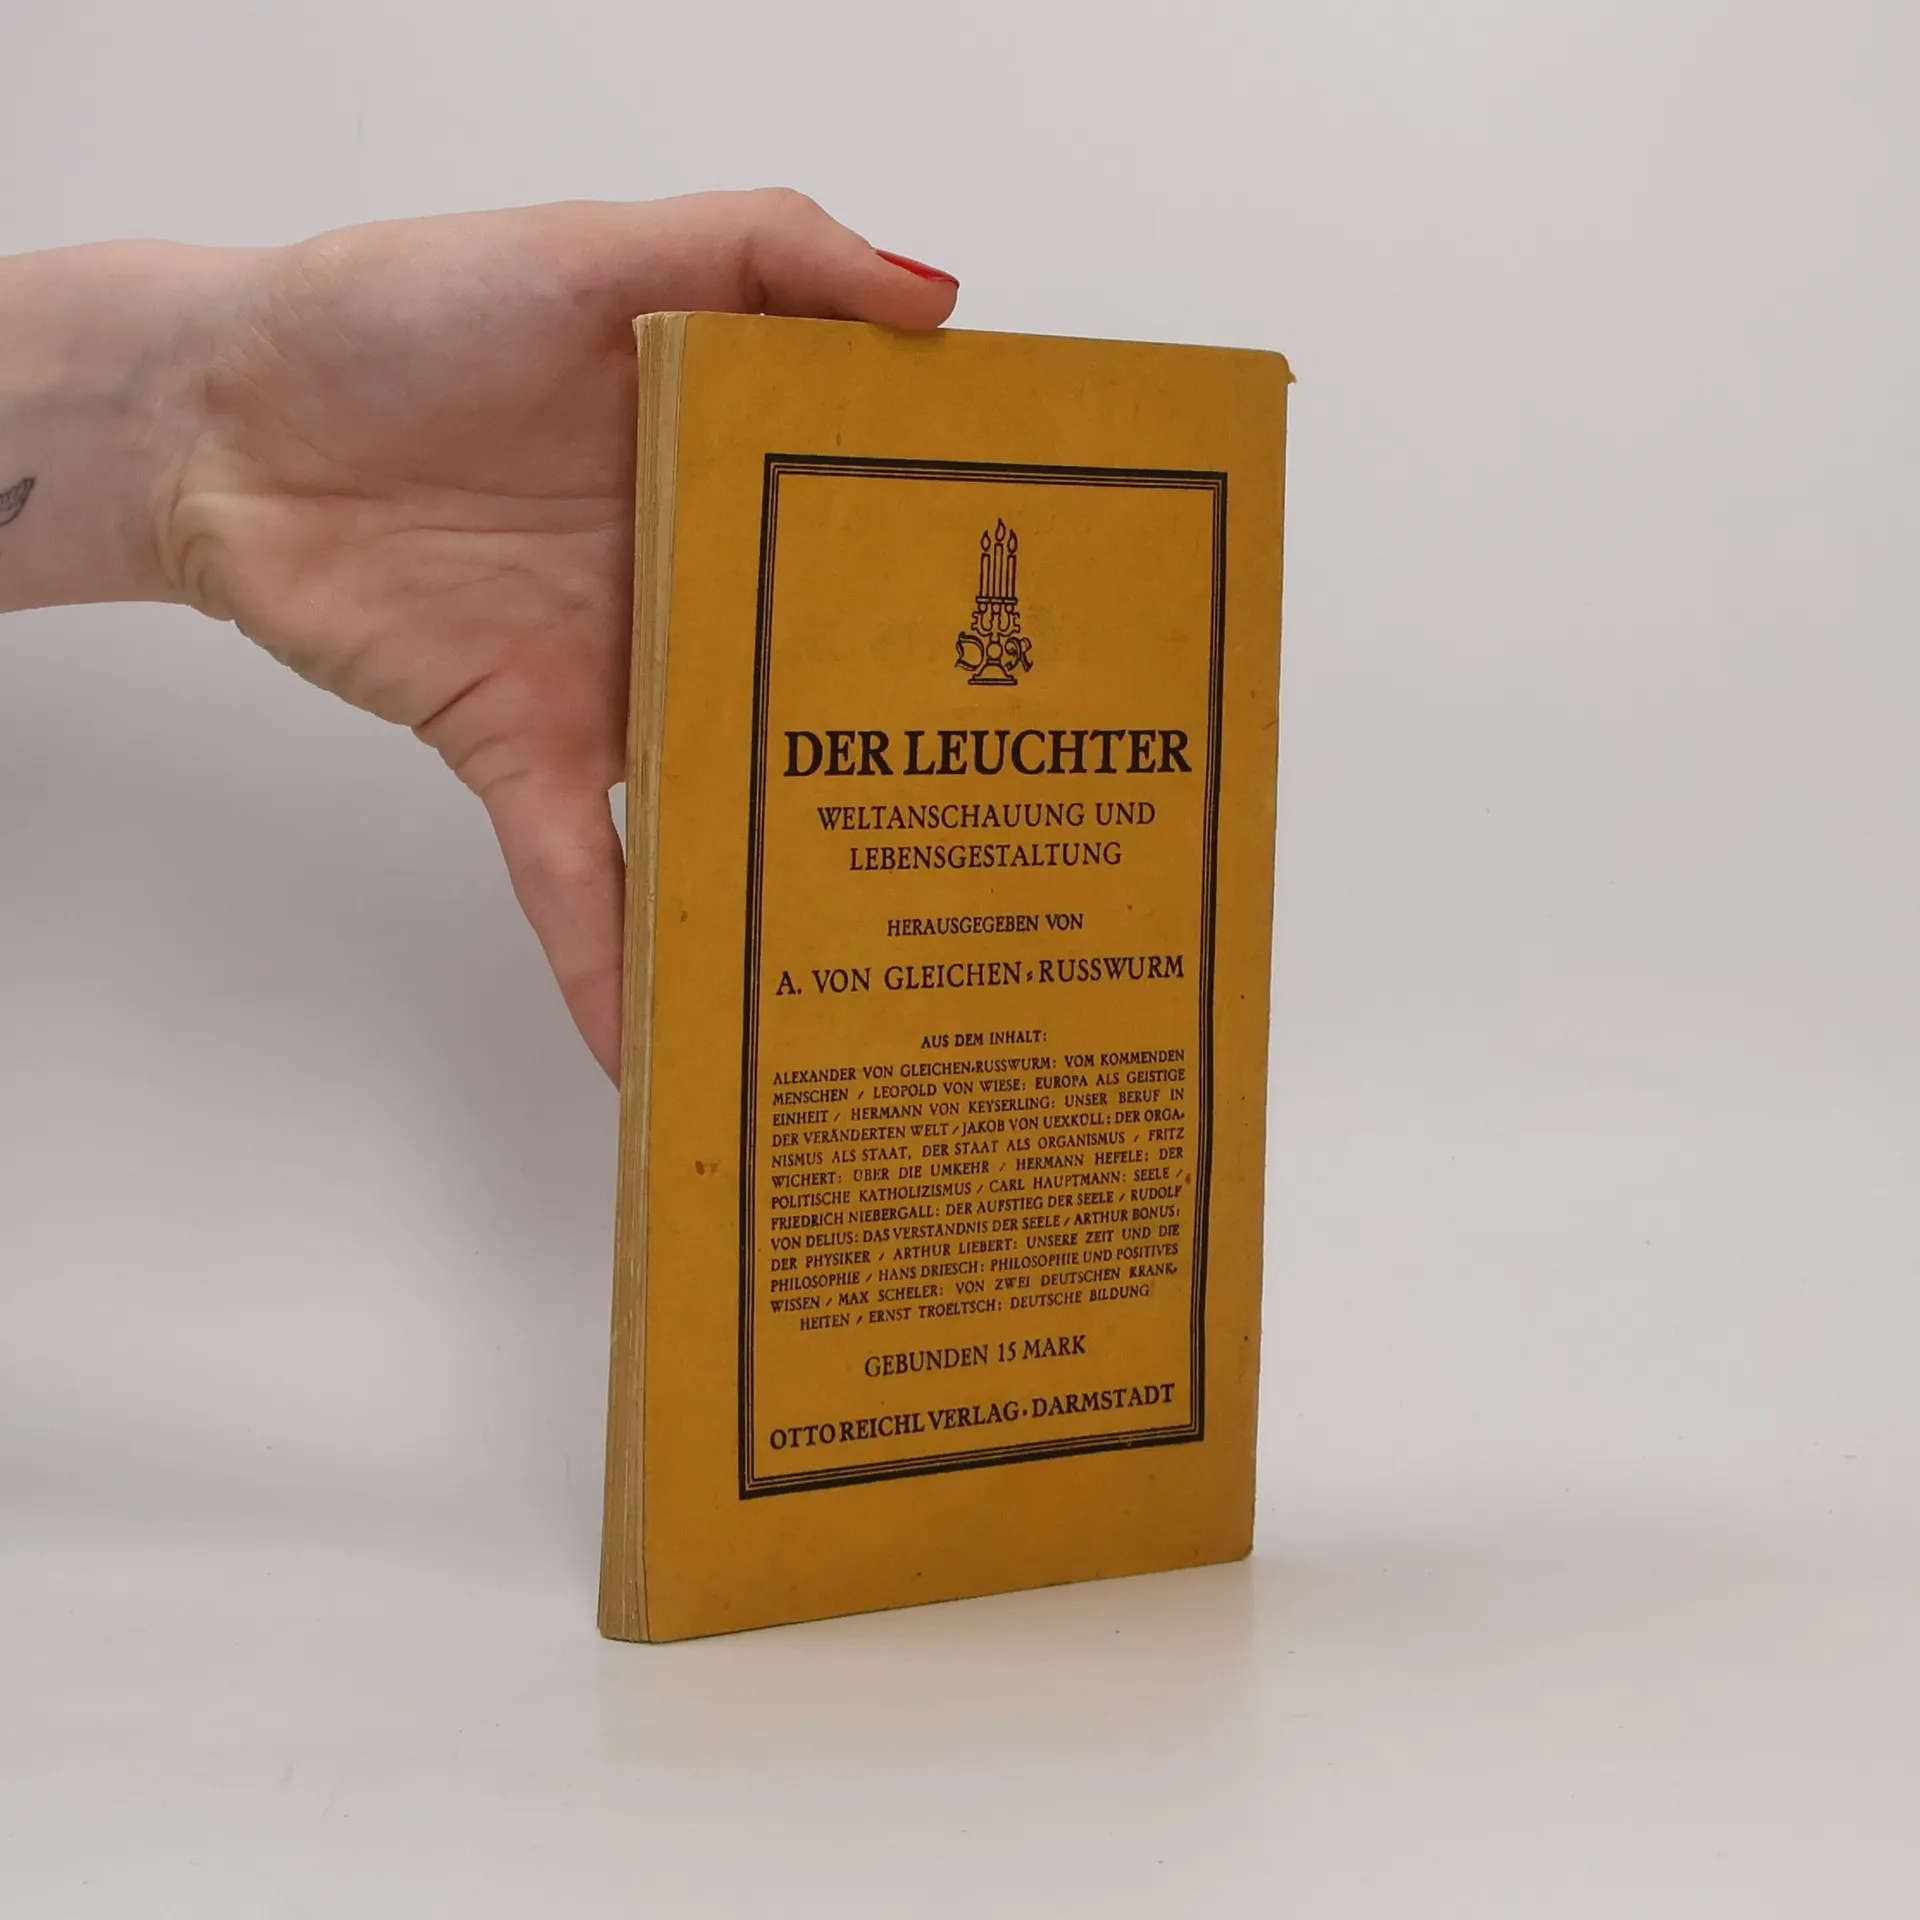 DR
DER LEUCHTER
WELTANSCHAUUNG UND
LEBENSGESTALTUNG
HERAUSGEGEBEN VON
A. VON GLEICHEN-RUSSWURM
AUS DEM INHALT:
ALEXANDER VON GLEICHEN-RUSSWURM: VOM KOMMENDEN
MENSCHEN / LEOPOLD VON WIESE: EUROPA ALS GEISTIGE
EINHEIT / HERMANN VON KEYSERLING: UNSER BERUF IN
DER VERÄNDERTEN WELT / JAKOB VON UEXKÜLL: DER ORGA-
NISMUS ALS STAAT, DER STAAT ALS ORGANISMUS / FRITZ
WICHERT: ÜBER DIE UMKEHR / HERMANN HEFELE: DER
POLITISCHE KATHOLIZISMUS / CARL HAUPTMANN: SEELE /
FRIEDRICH NIEBERGALL: DER AUFSTIEG DER SEELE / RUDOLF
VON DELIUS: DAS VERSTÄNDNIS DER SEELE / ARTHUR BONUS:
DER PHYSIKER / ARTHUR LIEBERT: UNSERE ZEIT UND DIE
PHILOSOPHIE / HANS DRIESCH: PHILOSOPHIE UND POSITIVES
WISSEN / MAX SCHELER: VON ZWEI DEUTSCHEN KRANK-
HEITEN / ERNST TROELTSCH: DEUTSCHE BILDUNG
GEBUNDEN 15 MARK
OTTO REICHL VERLAG · DARMSTADT